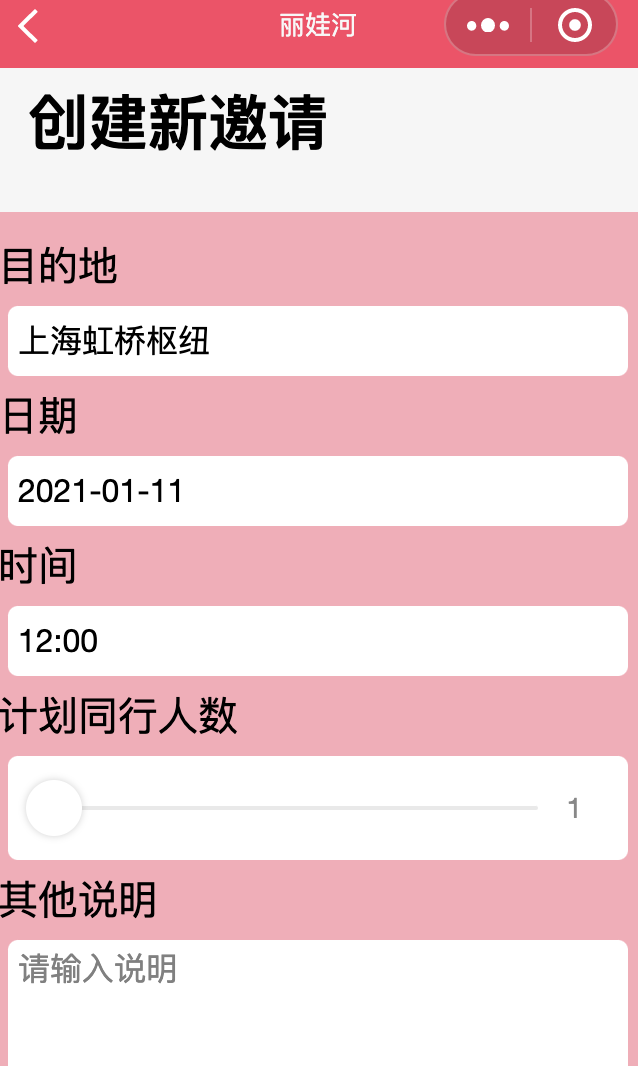 丽娃河
创建新邀请
目的地
上海虹桥枢纽
日期
2021-01-11
时间
12:00
计划同行人数
1
其他说明
请输入说明